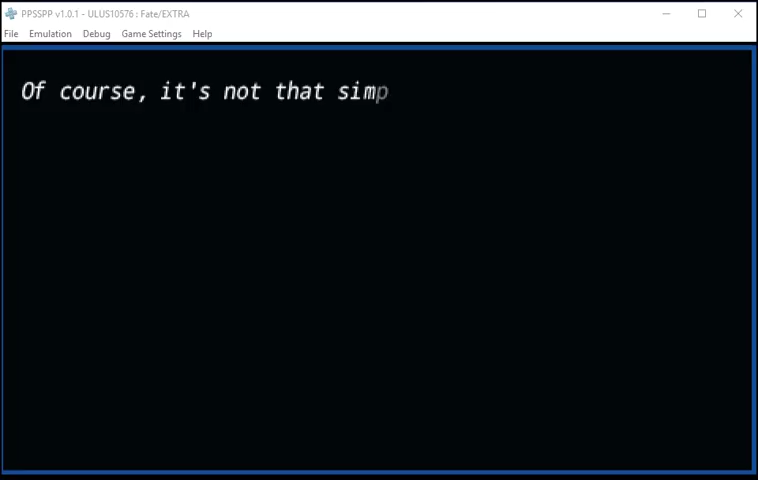 PPSSPP v1.0.1 - ULUS10576 : Fate/EXTRA
File Emulation Debug Game Settings Help
Of course, it's not that simp